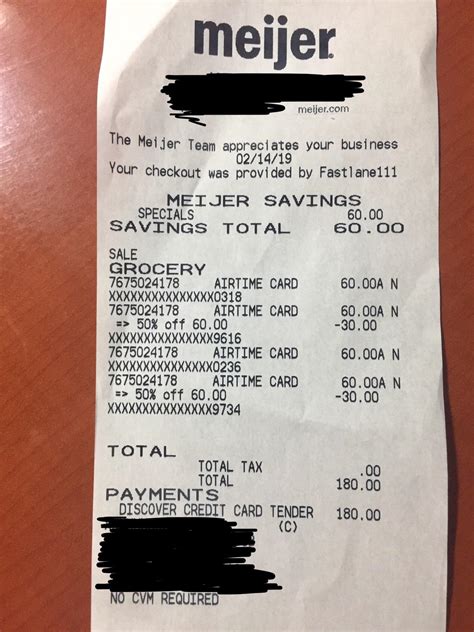 meijer
meijer.com
The Meijer Team appreciates your business
02/14/19
Your checkout was provided by Fastlane111
MEIJER SAVINGS
SPECIALS 60.00
SAVINGS TOTAL 60.00
SALE
GROCERY
7675024178 AIRTIME CARD 60.00A N
XXXXXXXXXXXXXXX0318
7675024178 AIRTIME CARD 60.00A N
=> 50% off 60.00 -30.00
XXXXXXXXXXXXXXX9616
7675024178 AIRTIME CARD 60.00A N
XXXXXXXXXXXXXXX0236
7675024178 AIRTIME CARD 60.00A N
=> 50% off 60.00 -30.00
XXXXXXXXXXXXXXX9734
TOTAL
TOTAL TAX .00
TOTAL 180.00
PAYMENTS
DISCOVER CREDIT CARD TENDER 180.00
(C)
NO CVM REQUIRED